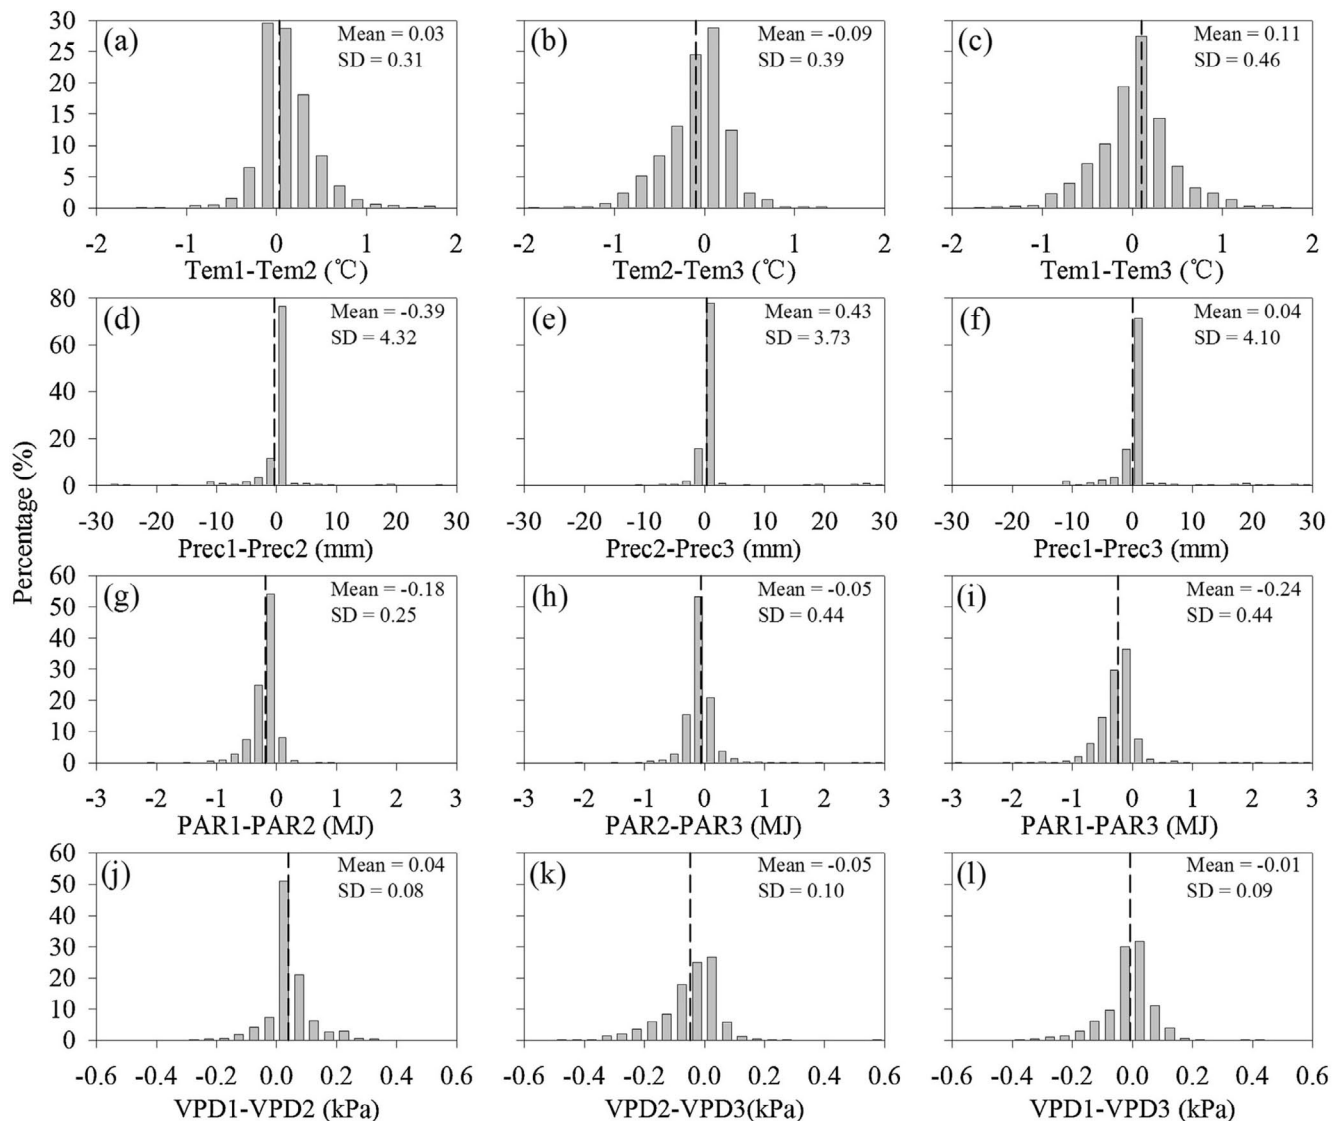 (a)
Mean = 0.03
SD = 0.31
30
25
20
15
10
5
0
-2 -1 0 1 2
Tem1-Tem2 (℃)
(b)
Mean = -0.09
SD = 0.39
-2 -1 0 1 2
Tem2-Tem3 (℃)
(c)
Mean = 0.11
SD = 0.46
-2 -1 0 1 2
Tem1-Tem3 (℃)
Percentage (%)
(d)
Mean = -0.39
SD = 4.32
80
60
40
20
0
-30 -20 -10 0 10 20 30
Prec1-Prec2 (mm)
(e)
Mean = 0.43
SD = 3.73
-30 -20 -10 0 10 20 30
Prec2-Prec3 (mm)
(f)
Mean = 0.04
SD = 4.10
-30 -20 -10 0 10 20 30
Prec1-Prec3 (mm)
(g)
Mean = -0.18
SD = 0.25
60
50
40
30
20
10
0
-3 -2 -1 0 1 2 3
PAR1-PAR2 (MJ)
(h)
Mean = -0.05
SD = 0.44
-3 -2 -1 0 1 2 3
PAR2-PAR3 (MJ)
(i)
Mean = -0.24
SD = 0.44
-3 -2 -1 0 1 2 3
PAR1-PAR3 (MJ)
(j)
Mean = 0.04
SD = 0.08
60
50
40
30
20
10
0
-0.6 -0.4 -0.2 0.0 0.2 0.4 0.6
VPD1-VPD2 (kPa)
(k)
Mean = -0.05
SD = 0.10
-0.6 -0.4 -0.2 0.0 0.2 0.4 0.6
VPD2-VPD3(kPa)
(l)
Mean = -0.01
SD = 0.09
-0.6 -0.4 -0.2 0.0 0.2 0.4 0.6
VPD1-VPD3 (kPa)